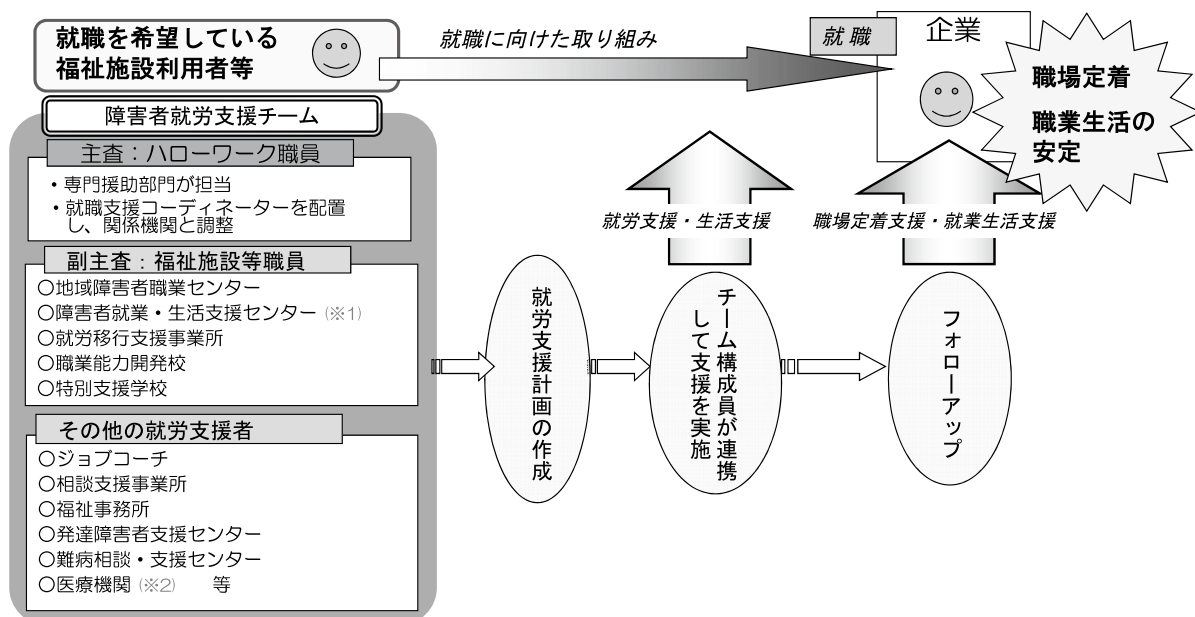 就職を希望している
福祉施設利用者等
就職に向けた取り組み
就職
企業
職場定着
職業生活の
安定
障害者就労支援チーム
主査：ハローワーク職員
・専門援助部門が担当
・就職支援コーディネーターを配置
し、関係機関と調整
副主査：福祉施設等職員
○地域障害者職業センター
○障害者就業・生活支援センター（※1）
○就労移行支援事業所
○職業能力開発校
○特別支援学校
その他の就労支援者
○ジョブコーチ
○相談支援事業所
○福祉事務所
○発達障害者支援センター
○難病相談・支援センター
○医療機関（※2）　等
就労支援計画の作成
就労支援・生活支援
チーム構成員が連携
して支援を実施
職場定着支援・就業生活支援
フォローアップ